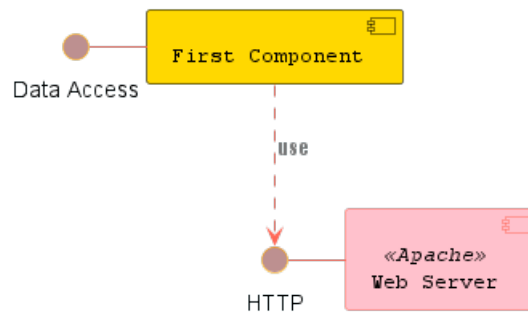 First Component
Data Access
use
«Apache»
Web Server
HTTP